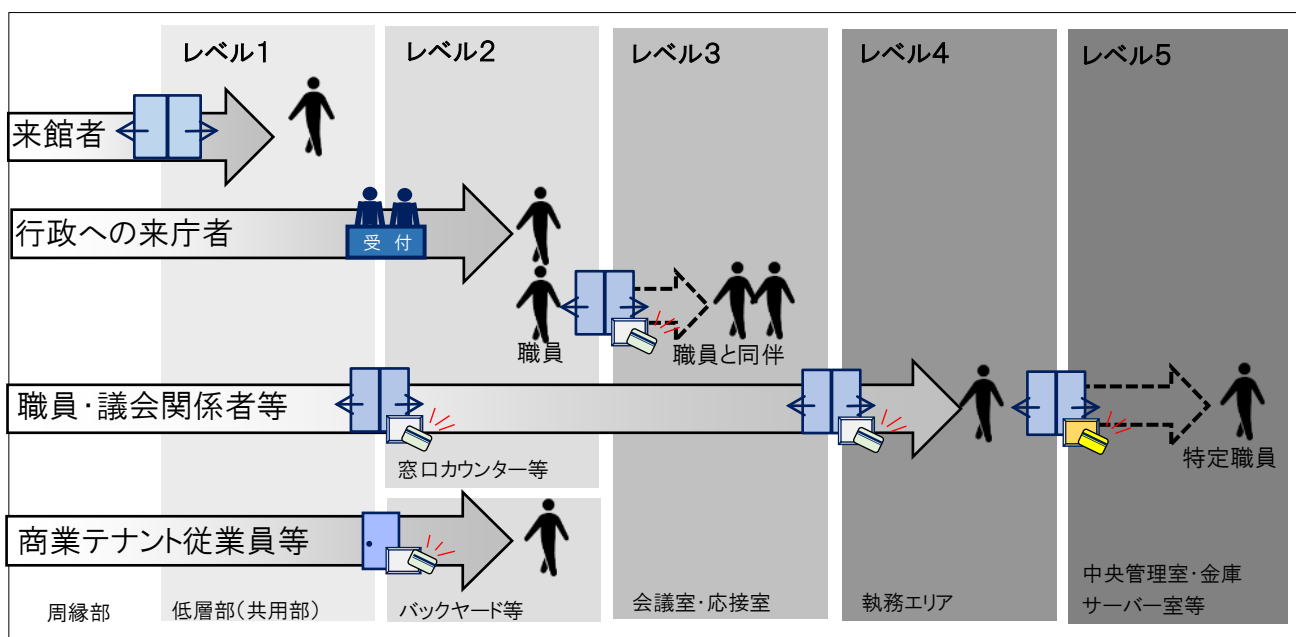 レベル1
レベル2
レベル3
レベル4
レベル5
来館者
行政への来庁者
受 付
職員
職員と同伴
職員・議会関係者等
特定職員
窓口カウンター等
商業テナント従業員等
周縁部
低層部(共用部)
バックヤード等
会議室・応接室
執務エリア
中央管理室・金庫
サーバー室等